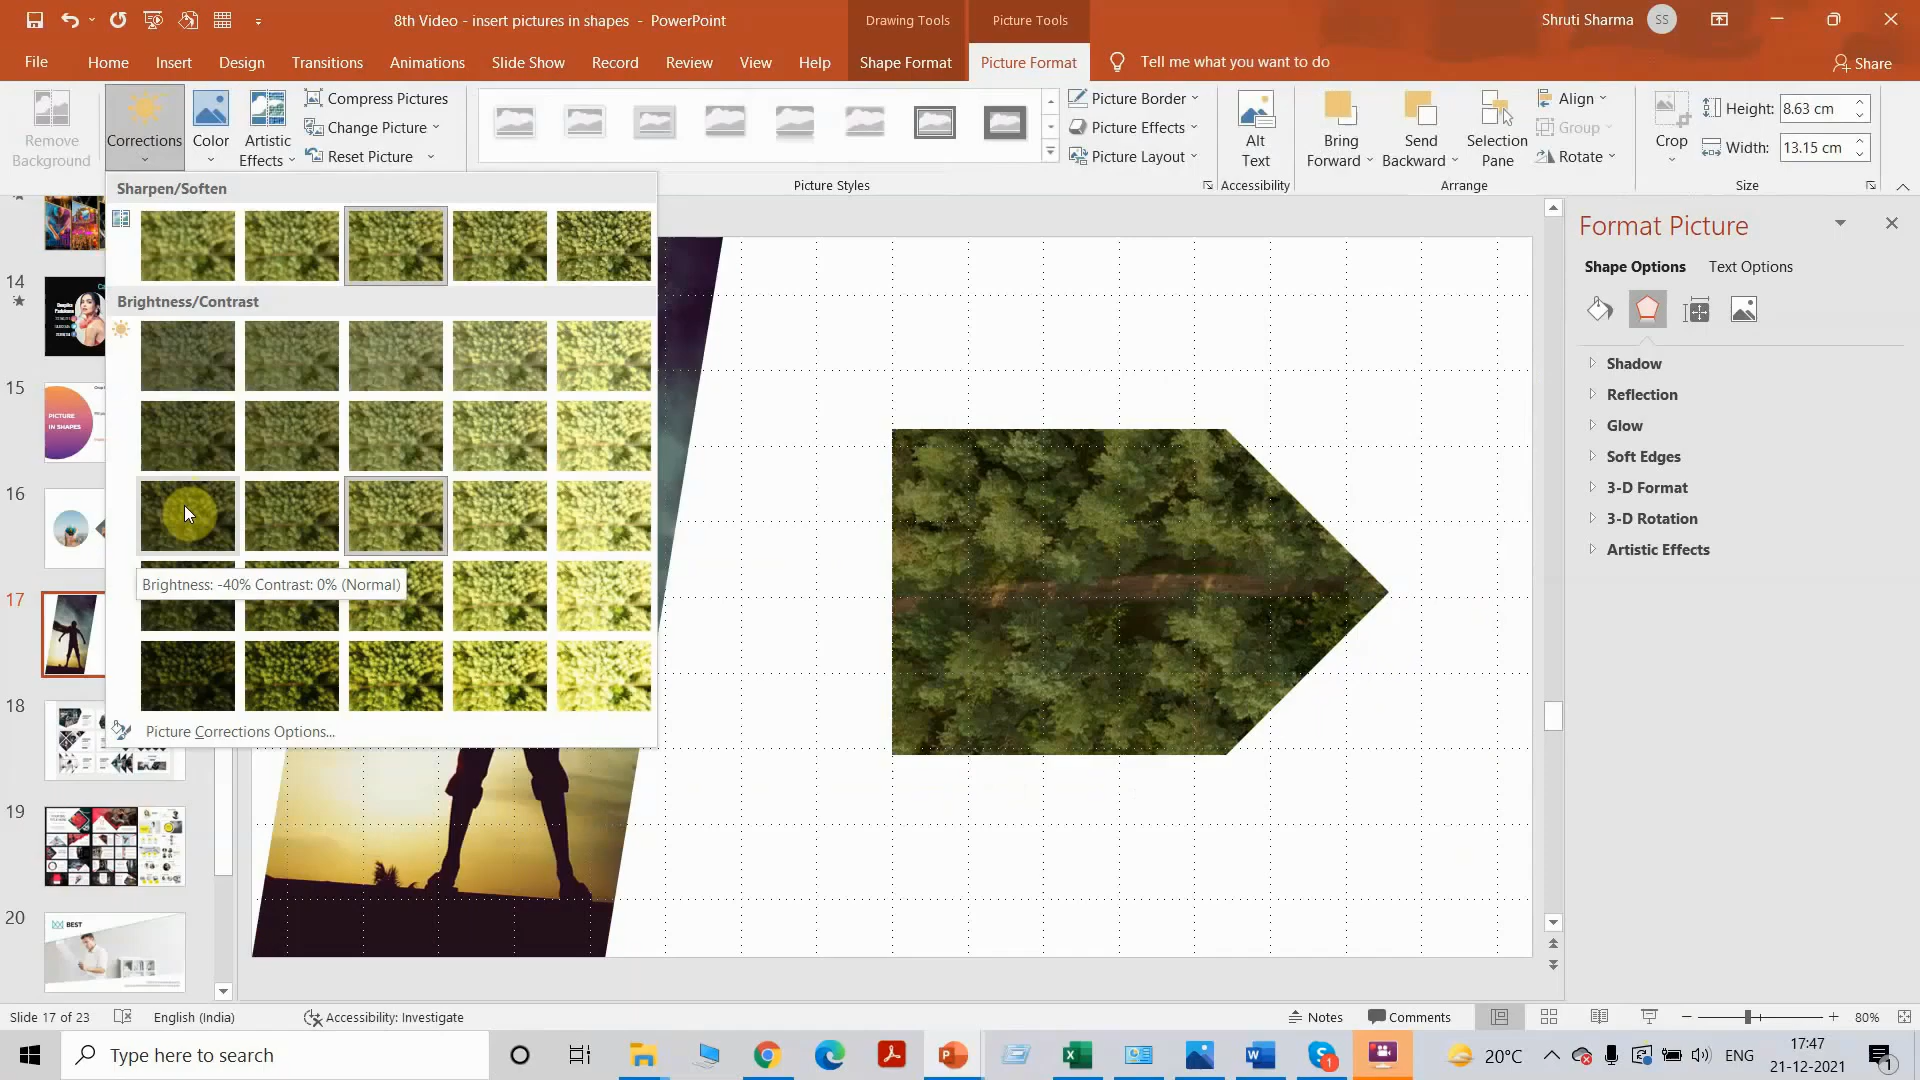 8th Video - insert pictures in shapes - PowerPoint
Drawing Tools
Picture Tools
Shruti Sharma
SS
File
Home
Insert
Design
Transitions
Animations
Slide Show
Record
Review
View
Help
Shape Format
Picture Format
Tell me what you want to do
Share
Remove Background
Corrections
Color
Artistic Effects
Compress Pictures
Change Picture
Reset Picture
Picture Styles
Picture Border
Picture Effects
Picture Layout
Alt Text
Accessibility
Bring Forward
Send Backward
Selection Pane
Align
Group
Rotate
Arrange
Crop
Height: 8.63 cm
Width: 13.15 cm
Size
Sharpen/Soften
Brightness/Contrast
Brightness: -40% Contrast: 0% (Normal)
Picture Corrections Options...
14
15
PICTURE
IN SHAPES
16
17
18
19
20
BEST
Format Picture
Shape Options
Text Options
Shadow
Reflection
Glow
Soft Edges
3-D Format
3-D Rotation
Artistic Effects
Slide 17 of 23
English (India)
Accessibility: Investigate
Notes
Comments
80%
Type here to search
20°C
ENG
17:47
21-12-2021
1